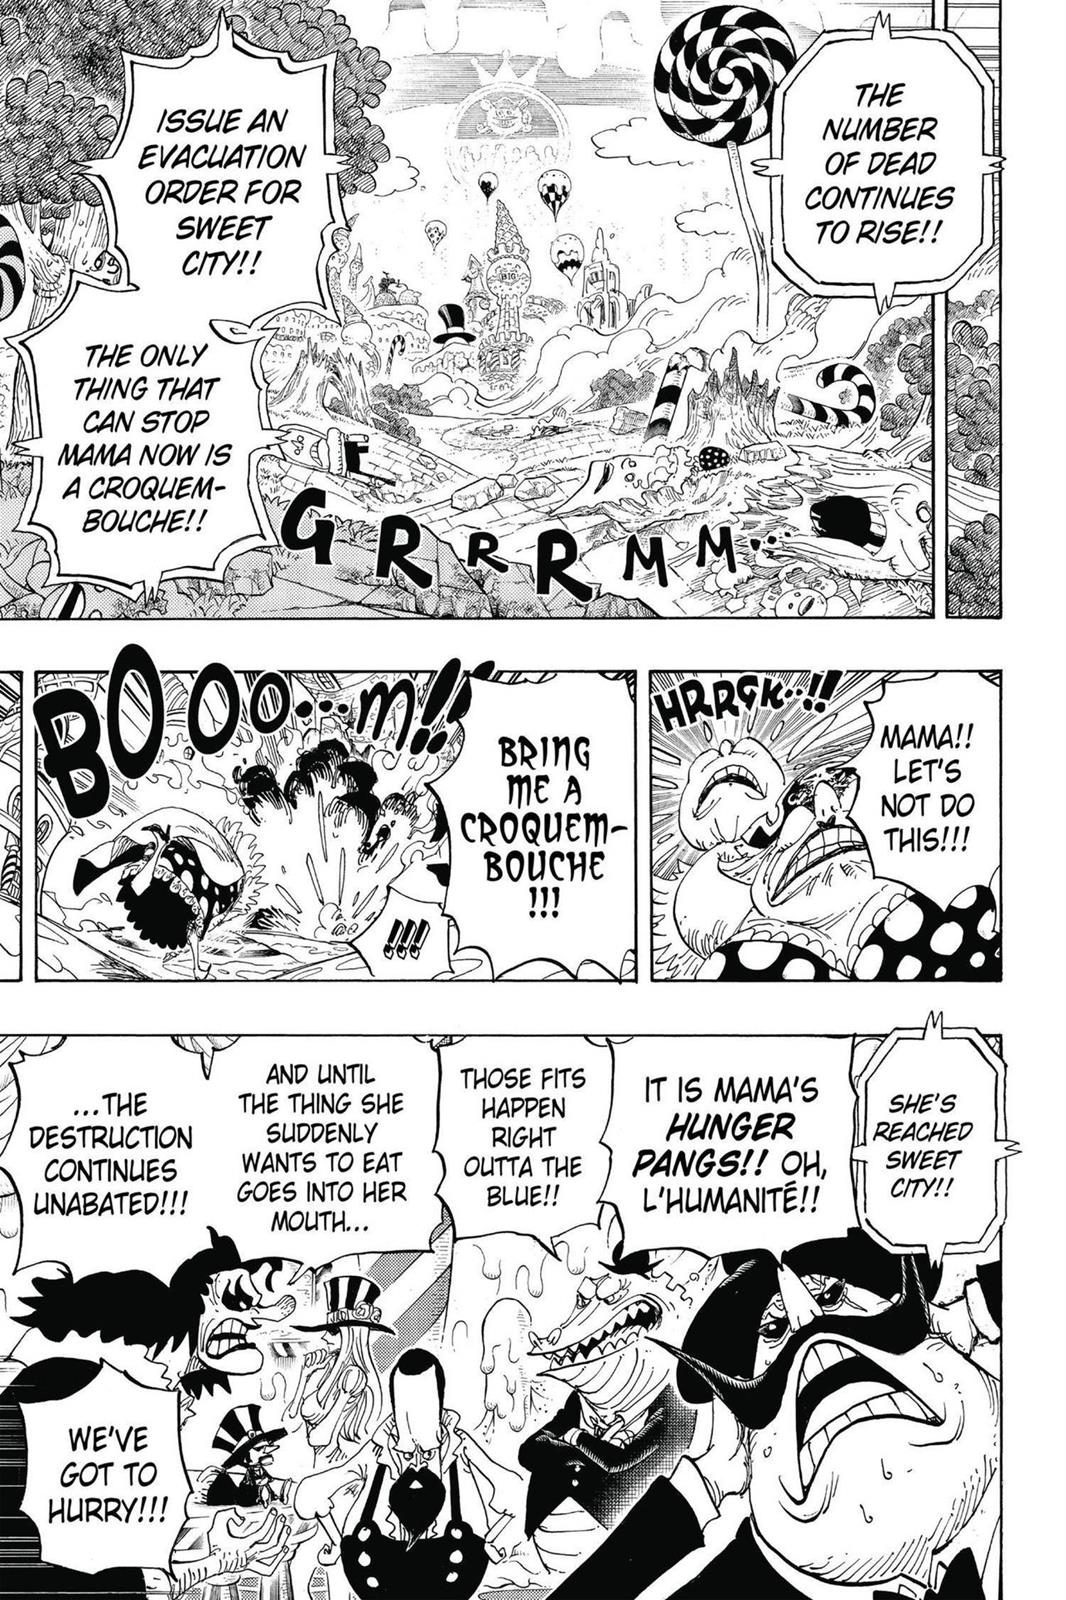 THE
NUMBER
OF DEAD
CONTINUES
TO RISE!!
ISSUE AN
EVACUATION
ORDER FOR
SWEET
CITY!!
THE ONLY
THING THAT
CAN STOP
MAMA NOW IS
A CROQUEM-
BOUCHE!!
BIG
GRRRRMM...
HRRGK...!!
MAMA!!
LET'S
NOT DO
THIS!!!
BRING
ME A
CROQUEM-
BOUCHE
!!!
!!!
BOOO...M!!
SHE'S
REACHED
SWEET
CITY!!
IT IS MAMA'S
HUNGER
PANGS!! OH,
L'HUMANITÉ!!
THOSE FITS
HAPPEN
RIGHT
OUTTA THE
BLUE!!
AND UNTIL
THE THING SHE
SUDDENLY
WANTS TO EAT
GOES INTO HER
MOUTH...
...THE
DESTRUCTION
CONTINUES
UNABATED!!!
WE'VE
GOT TO
HURRY!!!